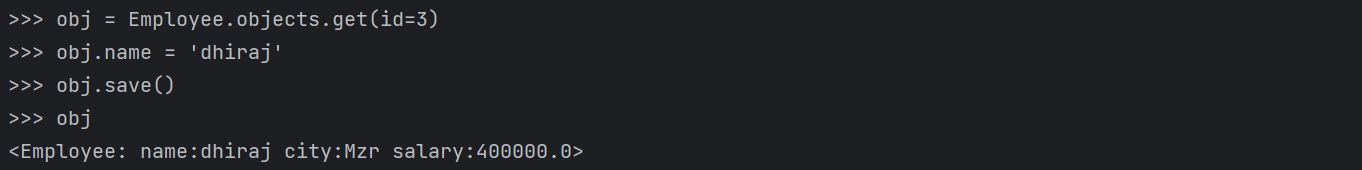 >>> obj = Employee.objects.get(id=3)
>>> obj.name = 'dhiraj'
>>> obj.save()
>>> obj
<Employee: name:dhiraj city:Mzr salary:400000.0>